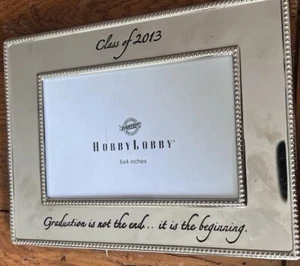 Class of 2013
HOBBY LOBBY®
6x4 inches
Graduation is not the end... it is the beginning.